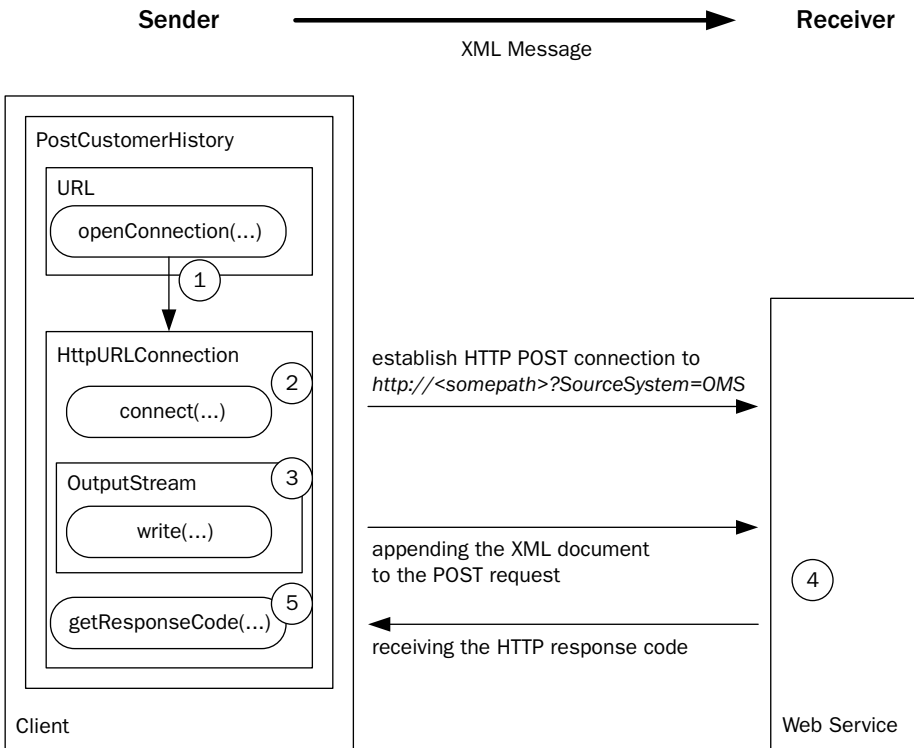 Sender
Receiver
XML Message
PostCustomerHistory
URL
openConnection(...)
1
HttpURLConnection
2
connect(...)
establish HTTP POST connection to
http://<somepath>?SourceSystem=OMS
OutputStream
3
write(...)
appending the XML document
to the POST request
4
5
getResponseCode(...)
receiving the HTTP response code
Client
Web Service